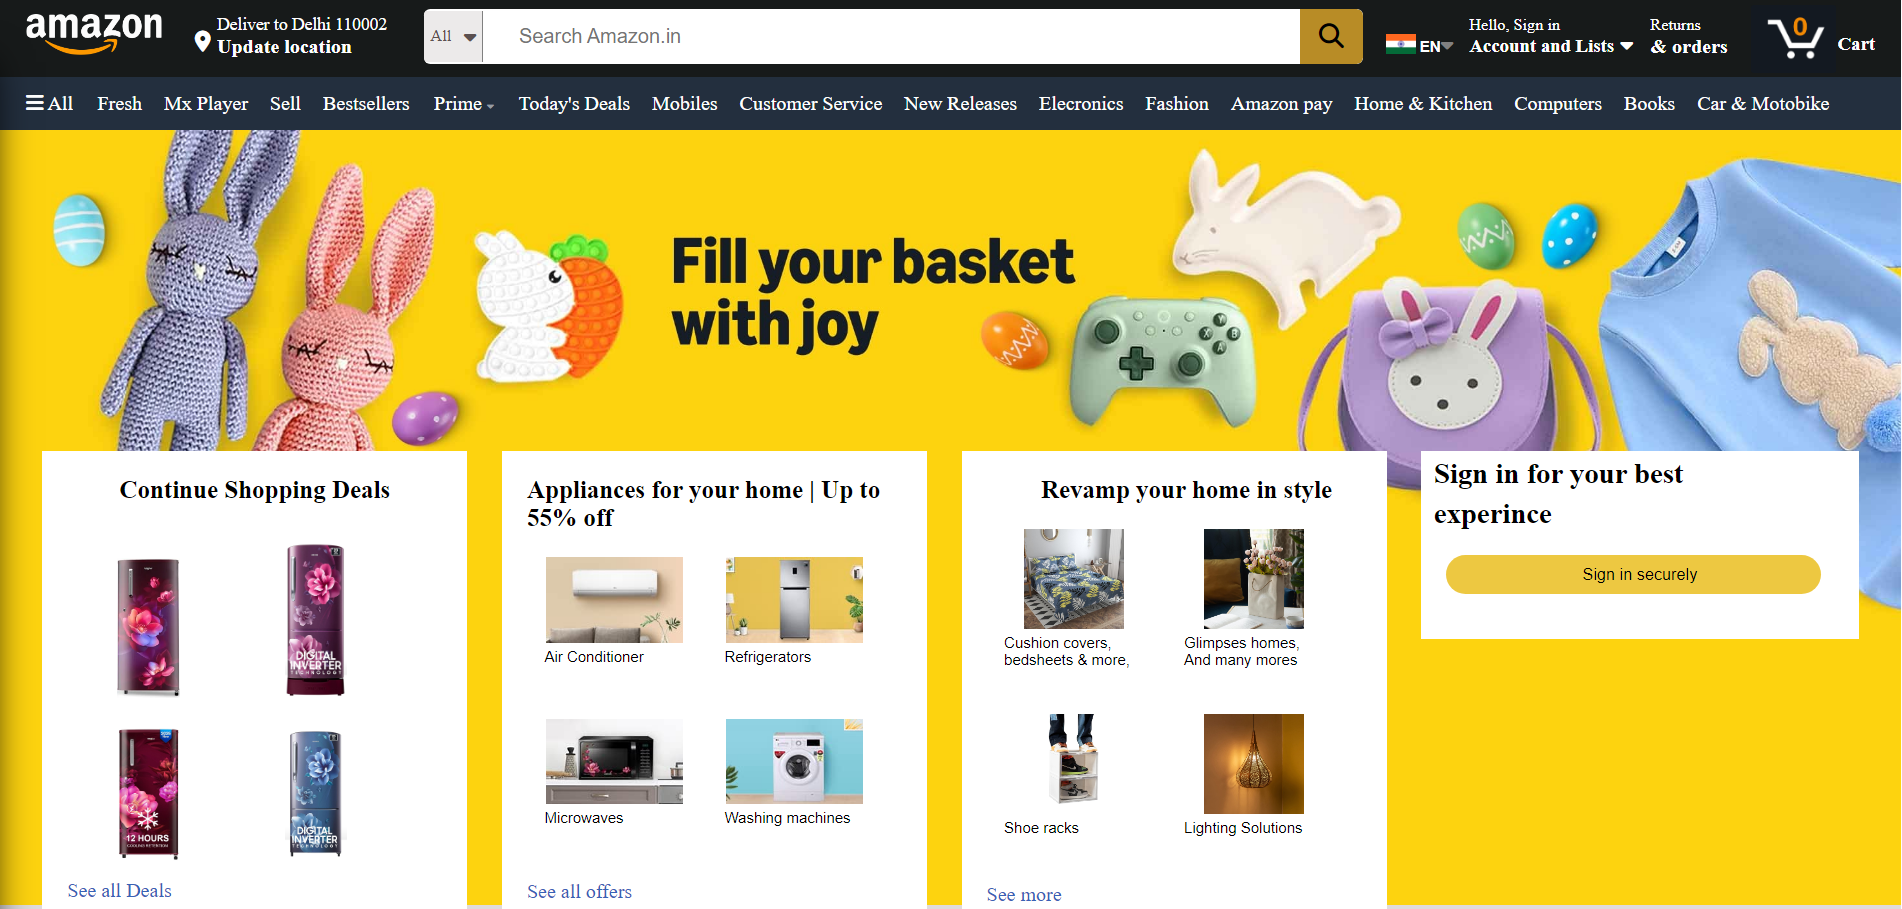 amazon
Deliver to Delhi 110002
Update location
All
Search Amazon.in
EN
Hello, Sign in
Account and Lists
Returns
& orders
0
Cart
All Fresh Mx Player Sell Bestsellers Prime Today's Deals Mobiles Customer Service New Releases Elecronics Fashion Amazon pay Home & Kitchen Computers Books Car & Motobike
Fill your basket
with joy
Y
X B
A
Continue Shopping Deals
DIGITAL
INVERTER
TECHNOLOGY
12 HOURS
COOLING RETENTION
DIGITAL
INVERTER
TECHNOLOGY
See all Deals
Appliances for your home | Up to
55% off
Air Conditioner
Refrigerators
Microwaves
Washing machines
See all offers
Revamp your home in style
Cushion covers,
bedsheets & more,
Glimpses homes,
And many mores
Shoe racks
Lighting Solutions
See more
Sign in for your best
experince
Sign in securely